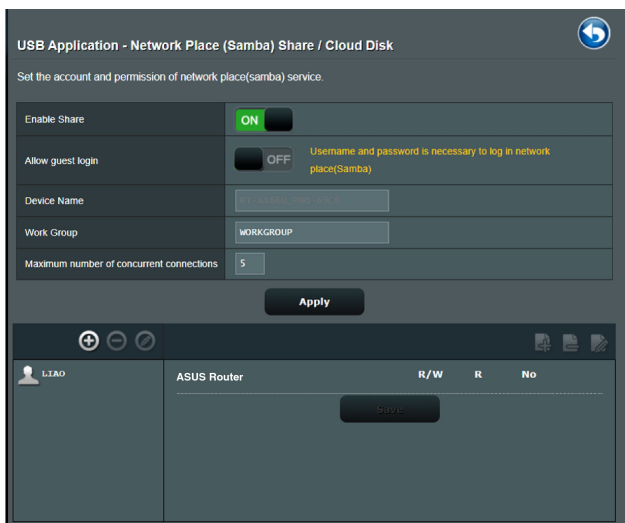 USB Application - Network Place (Samba) Share / Cloud Disk
Set the account and permission of network place(samba) service.
Enable Share
ON
Allow guest login
OFF
Username and password is necessary to log in network
place(Samba)
Device Name
Work Group
WORKGROUP
Maximum number of concurrent connections
5
Apply
LIAO
ASUS Router
R/W
R
No
Save